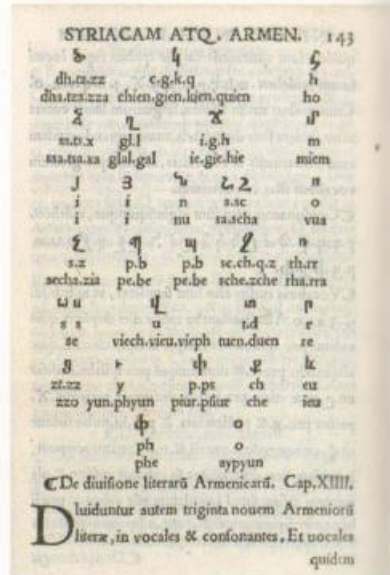 SYRIACAM ATQ. ARMEN. 143
ծ կ հ
dh.tz.zz c.g.k.q h
dha.tza.zza chien.gien.kien.quien ho
ձ ղ ճ մ
ss.ts.x gl.l i.g.h m
ssa.tsa.xa glal.gal ie.gie.hie miem
յ ն շ ո
i i n s.sc o
i i nu sa.scha vua
չ պ ջ ռ
s.z p.b p.b sc.ch.q.z rh.rr
secha.zia pe.be pe.be sche.zche rha.rra
ս վ տ ր
s s u t.d r
se viech.vieu.vieph tuen.duen re
ց ւ փ ք և
zt.zz y p.ps ch eu
zzo yun.phyun piur.psiur che ieu
ֆ օ
ph o
phe aypyun
De diuisione literarũ Armenicarũ. Cap.XIIII.
Diuiduntur autem triginta nouem Armeniorũ
literæ, in vocales & consonantes, Et uocales
quidem